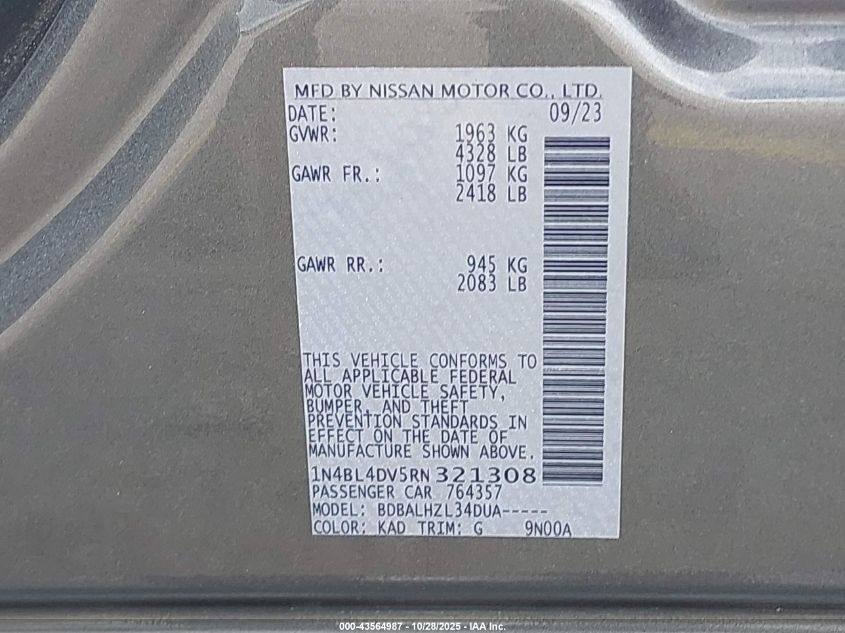 MFD BY NISSAN MOTOR CO., LTD.
DATE: 09/23
GVWR: 1963 KG
4328 LB
GAWR FR.: 1097 KG
2418 LB
GAWR RR.: 945 KG
2083 LB
THIS VEHICLE CONFORMS TO
ALL APPLICABLE FEDERAL
MOTOR VEHICLE SAFETY,
BUMPER, AND THEFT
PREVENTION STANDARDS IN
EFFECT ON THE DATE OF
MANUFACTURE SHOWN ABOVE.
1N4BL4DV5RN321308
PASSENGER CAR 764357
MODEL: BDBALHZL34DUA-----
COLOR: KAD TRIM: G 9N00A
000-43564987 - 10/28/2025 - IAA Inc.